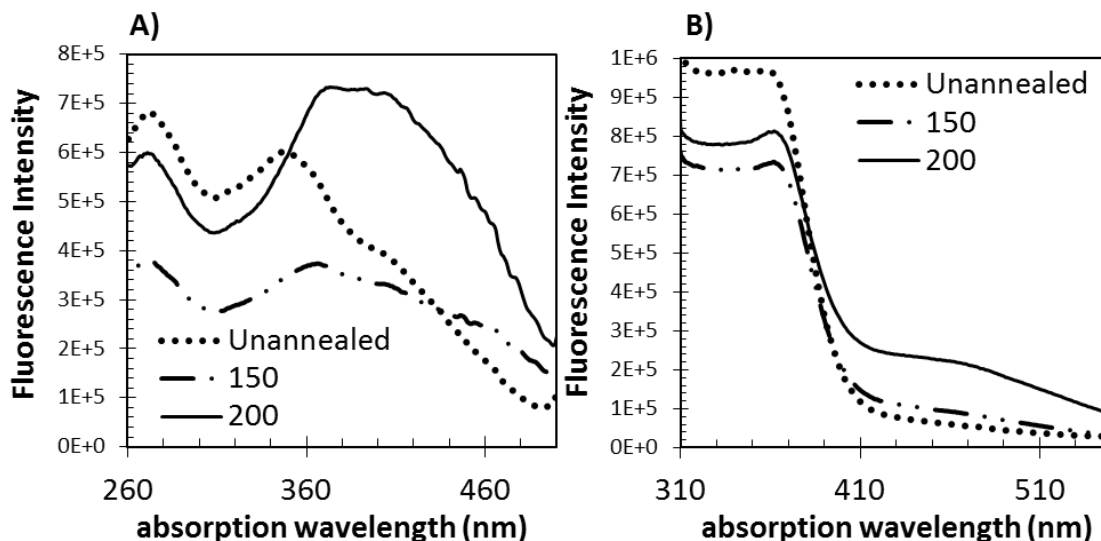 A)
8E+5
7E+5
6E+5
5E+5
4E+5
3E+5
2E+5
1E+5
0E+0
Fluorescence Intensity
Unannealed
150
200
260 360 460
absorption wavelength (nm)
B)
1E+6
9E+5
8E+5
7E+5
6E+5
5E+5
4E+5
3E+5
2E+5
1E+5
0E+0
Fluorescence Intensity
Unannealed
150
200
310 410 510
absorption wavelength (nm)